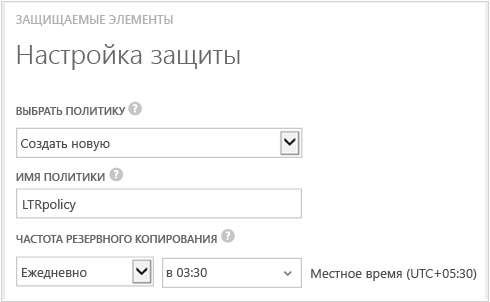 ЗАЩИЩАЕМЫЕ ЭЛЕМЕНТЫ
Настройка защиты
ВЫБРАТЬ ПОЛИТИКУ ?
Создать новую
ИМЯ ПОЛИТИКИ ?
LTRpolicy
ЧАСТОТА РЕЗЕРВНОГО КОПИРОВАНИЯ ?
Ежедневно в 03:30 Местное время (UTC+05:30)